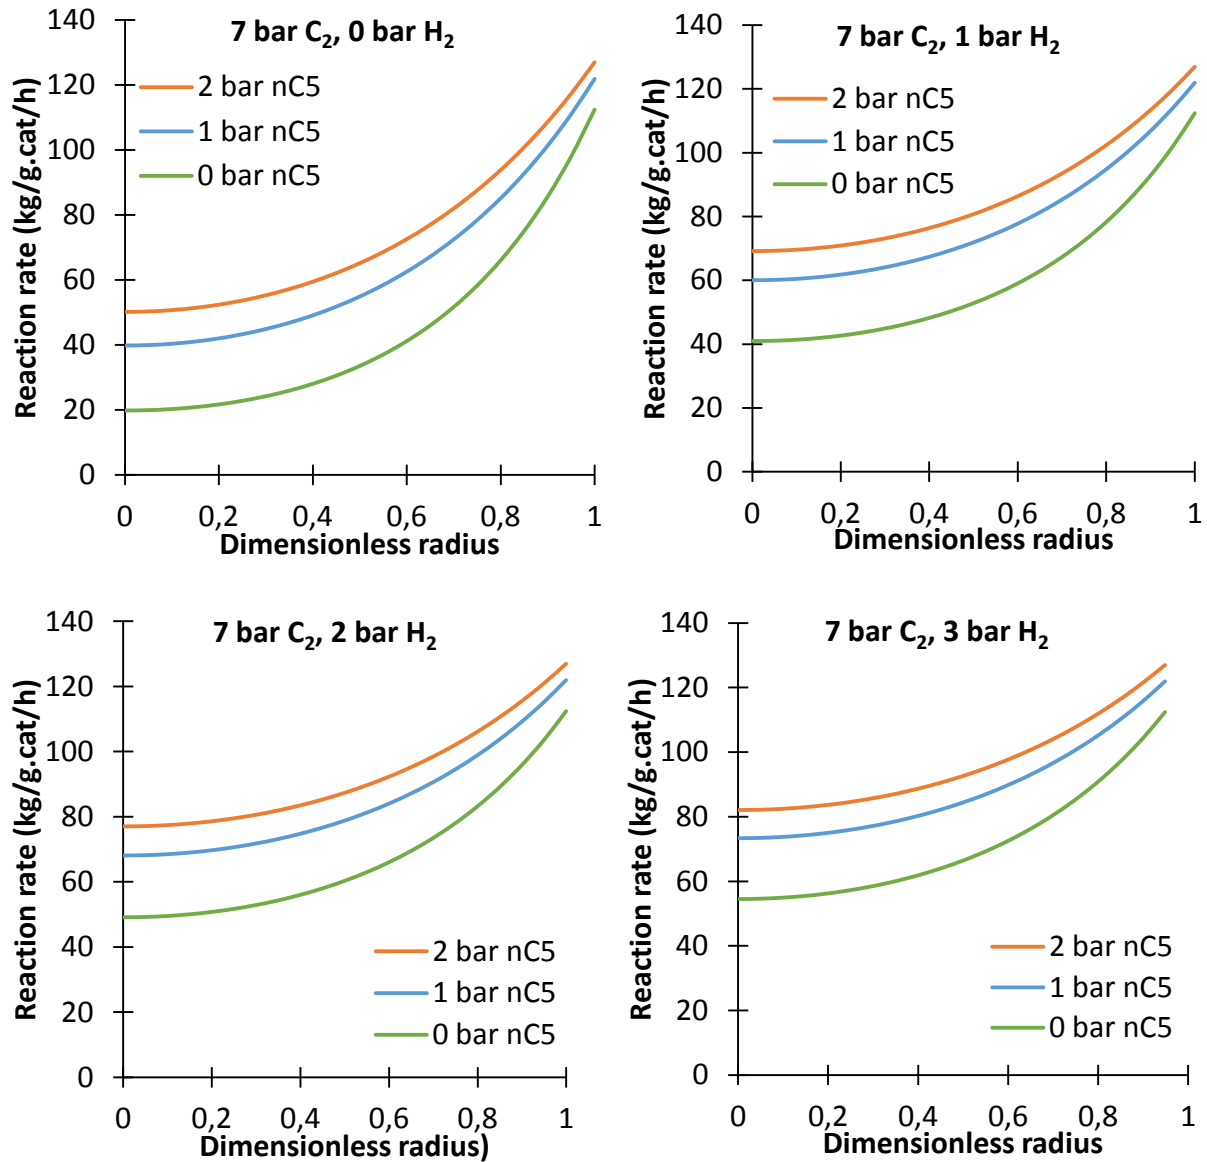 7 bar C₂, 0 bar H₂
2 bar nC5
1 bar nC5
0 bar nC5
Reaction rate (kg/g.cat/h)
140
120
100
80
60
40
20
0
0
0,2
0,4
0,6
0,8
1
Dimensionless radius
7 bar C₂, 1 bar H₂
2 bar nC5
1 bar nC5
0 bar nC5
Reaction rate (kg/g.cat/h)
140
120
100
80
60
40
20
0
0
0,2
0,4
0,6
0,8
1
Dimensionless radius
7 bar C₂, 2 bar H₂
2 bar nC5
1 bar nC5
0 bar nC5
Reaction rate (kg/g.cat/h)
140
120
100
80
60
40
20
0
0
0,2
0,4
0,6
0,8
1
Dimensionless radius)
7 bar C₂, 3 bar H₂
2 bar nC5
1 bar nC5
0 bar nC5
Reaction rate (kg/g.cat/h)
140
120
100
80
60
40
20
0
0
0,2
0,4
0,6
0,8
1
Dimensionless radius